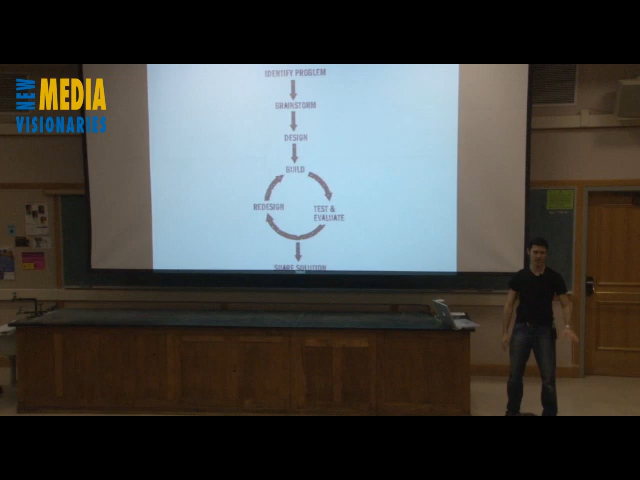 NEW
MEDIA
VISIONARIES
IDENTIFY PROBLEM
BRAINSTORM
DESIGN
BUILD
REDESIGN
TEST &
EVALUATE
SHARE SOLUTION